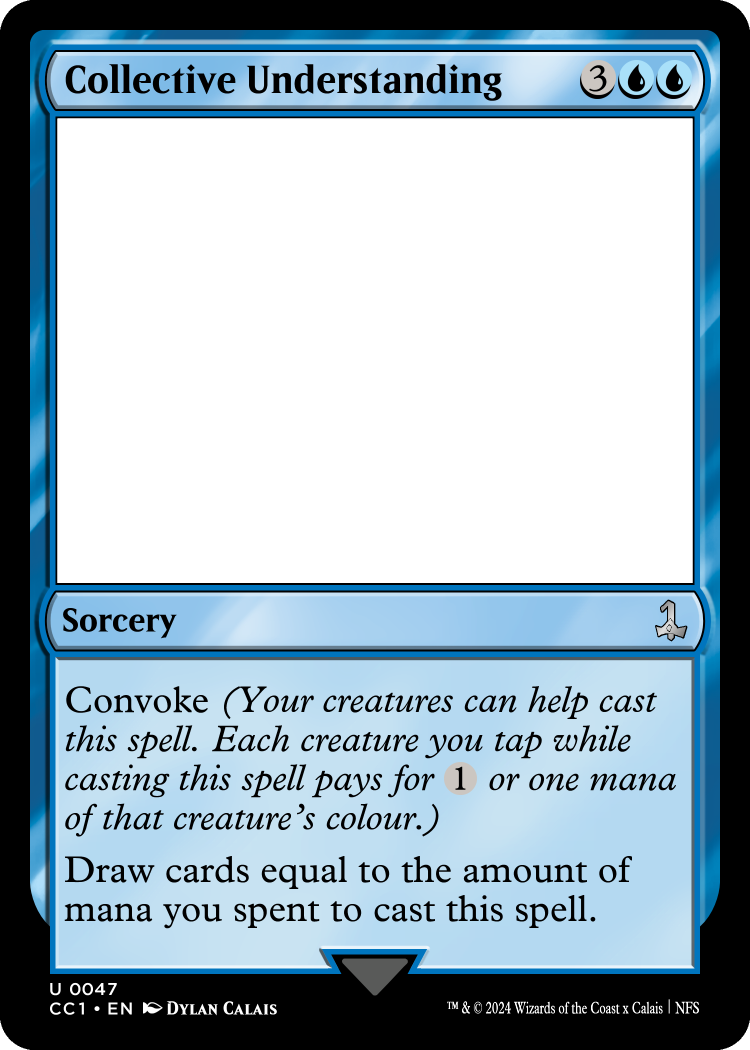 Collective Understanding 3
Sorcery
Convoke (Your creatures can help cast
this spell. Each creature you tap while
casting this spell pays for 1 or one mana
of that creature's colour.)
Draw cards equal to the amount of
mana you spent to cast this spell.
U 0047
CC1 • EN Dylan Calais
™ & © 2024 Wizards of the Coast x Calais | NFS